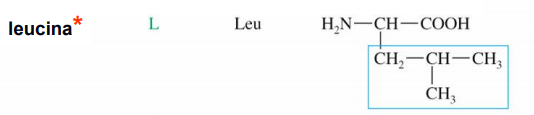 leucina* L Leu H₂N—CH—COOH
CH₂—CH—CH₃
CH₃